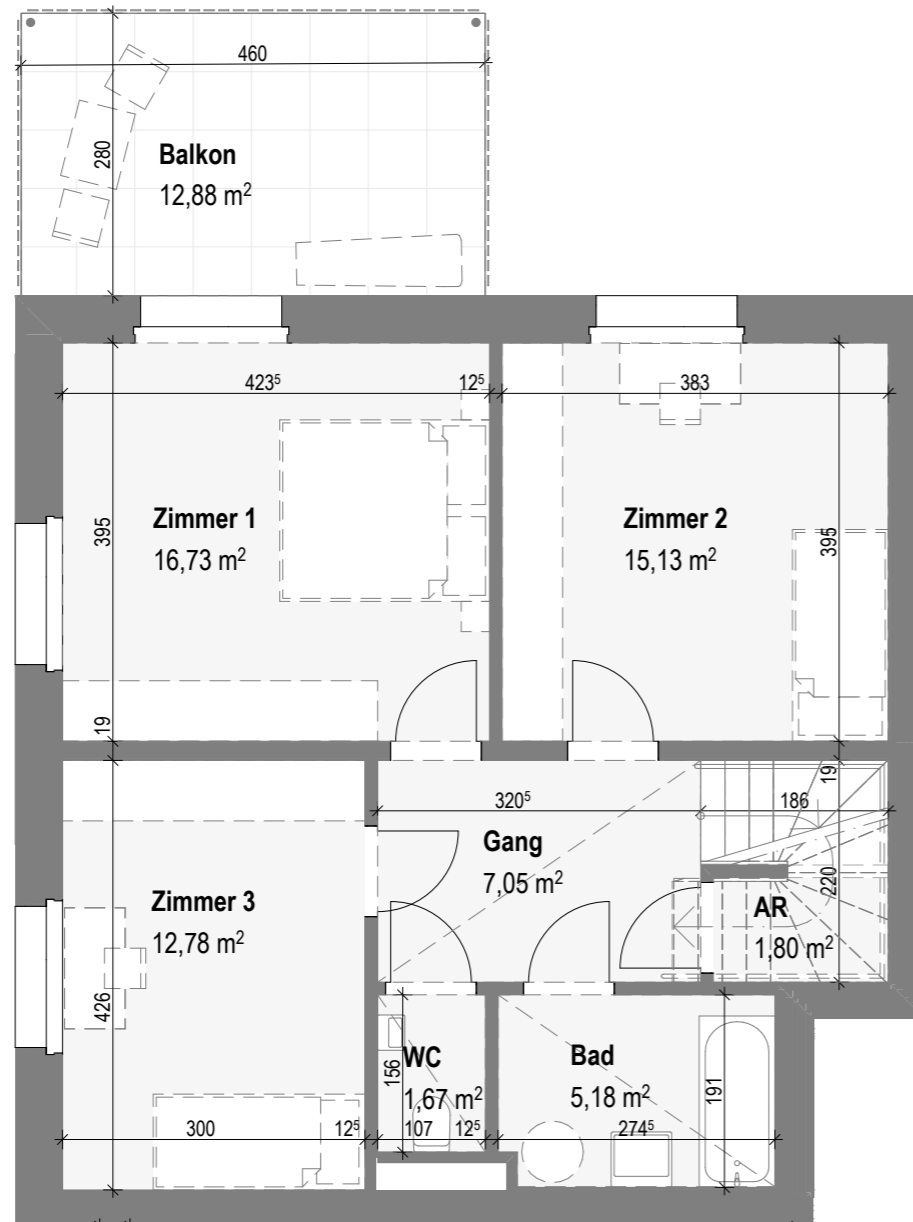 460
280
Balkon
12,88 m²
423⁵
12⁵
383
395
Zimmer 1
16,73 m²
Zimmer 2
15,13 m²
395
19
19
320⁵
186
Gang
7,05 m²
220
Zimmer 3
12,78 m²
AR
1,80 m²
426
156
WC
1,67 m²
Bad
5,18 m²
191
300
12⁵
107
12⁵
274⁵